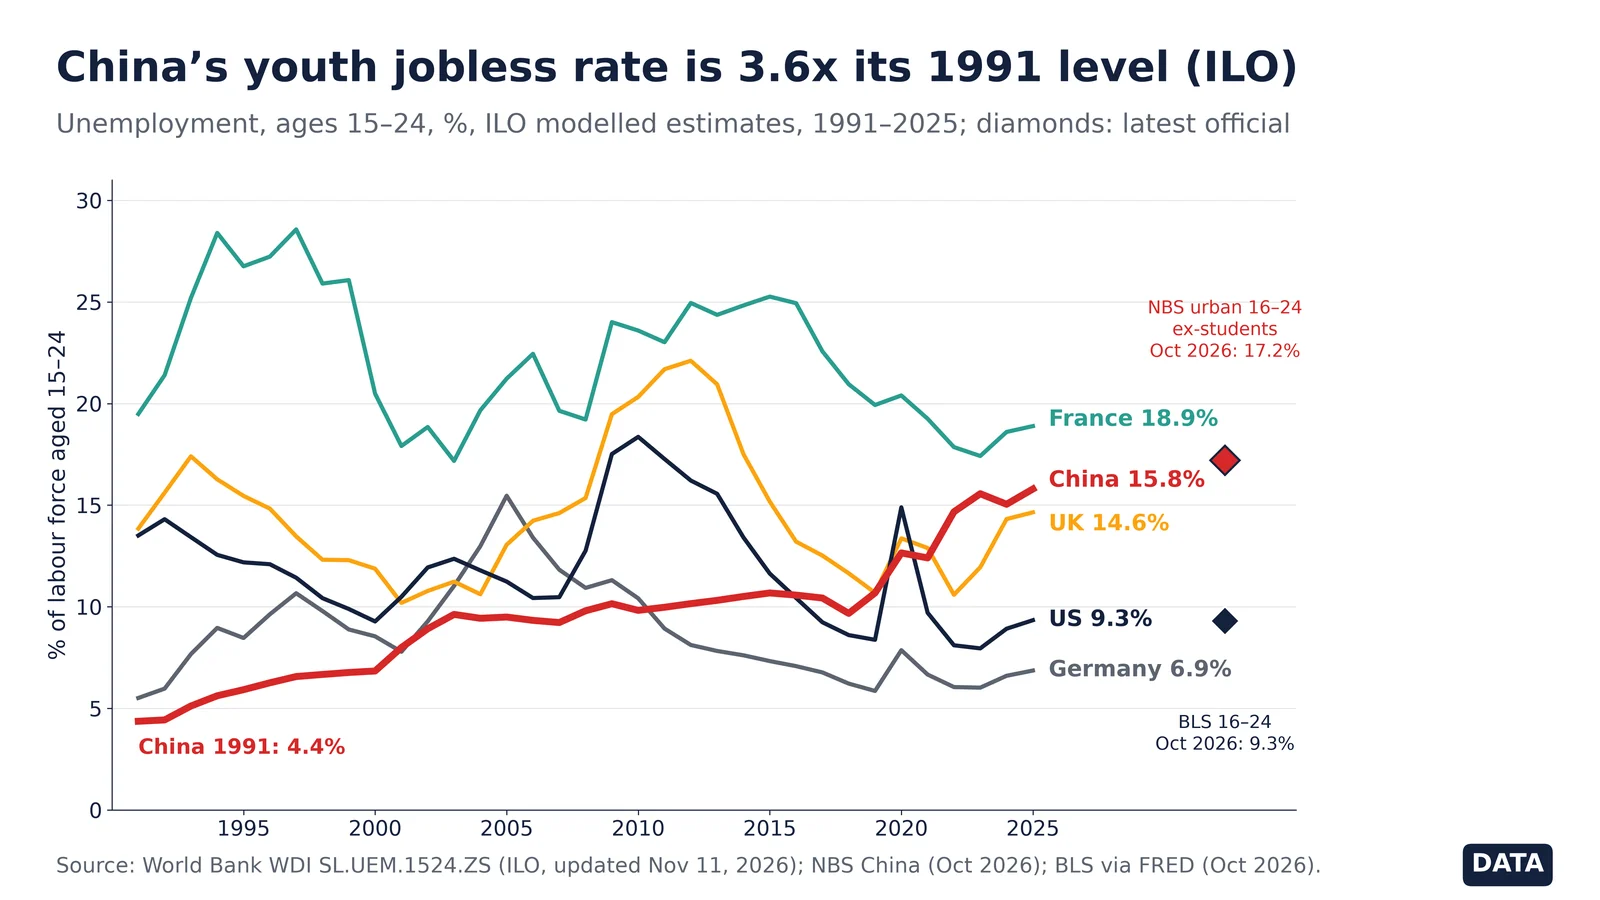 China’s youth jobless rate is 3.6x its 1991 level (ILO)
Unemployment, ages 15–24, %, ILO modelled estimates, 1991–2025; diamonds: latest official
% of labour force aged 15–24
30
25
20
15
10
5
0
NBS urban 16–24
ex-students
Oct 2026: 17.2%
France 18.9%
China 15.8%
UK 14.6%
US 9.3%
Germany 6.9%
BLS 16–24
Oct 2026: 9.3%
China 1991: 4.4%
1995
2000
2005
2010
2015
2020
2025
Source: World Bank WDI SL.UEM.1524.ZS (ILO, updated Nov 11, 2026); NBS China (Oct 2026); BLS via FRED (Oct 2026).
DATA